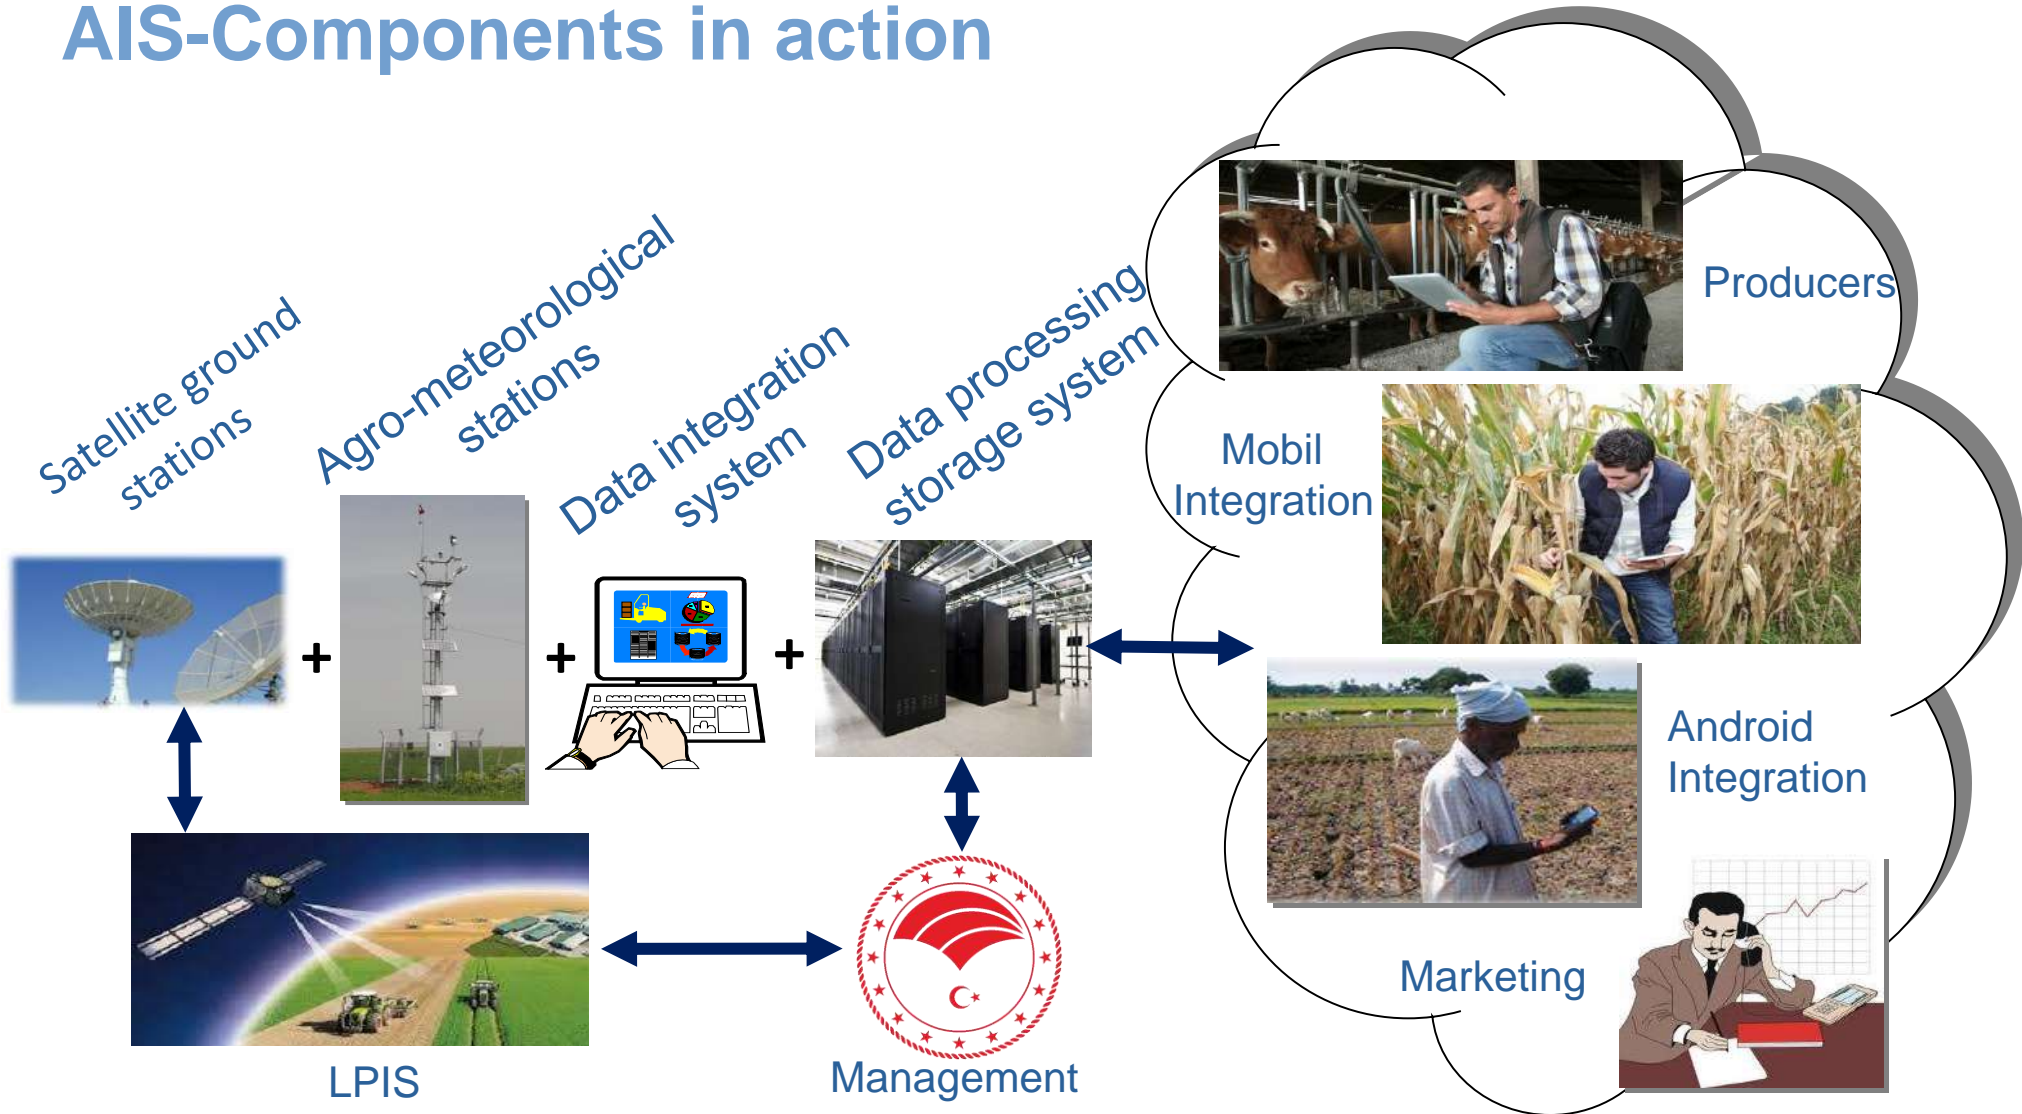 AIS-Components in action
Satellite ground
stations
Agro-meteorological
stations
Data integration
system
Data processing
storage system
Producers
Mobil
Integration
Android
Integration
Marketing
+
+
+
LPIS
Management